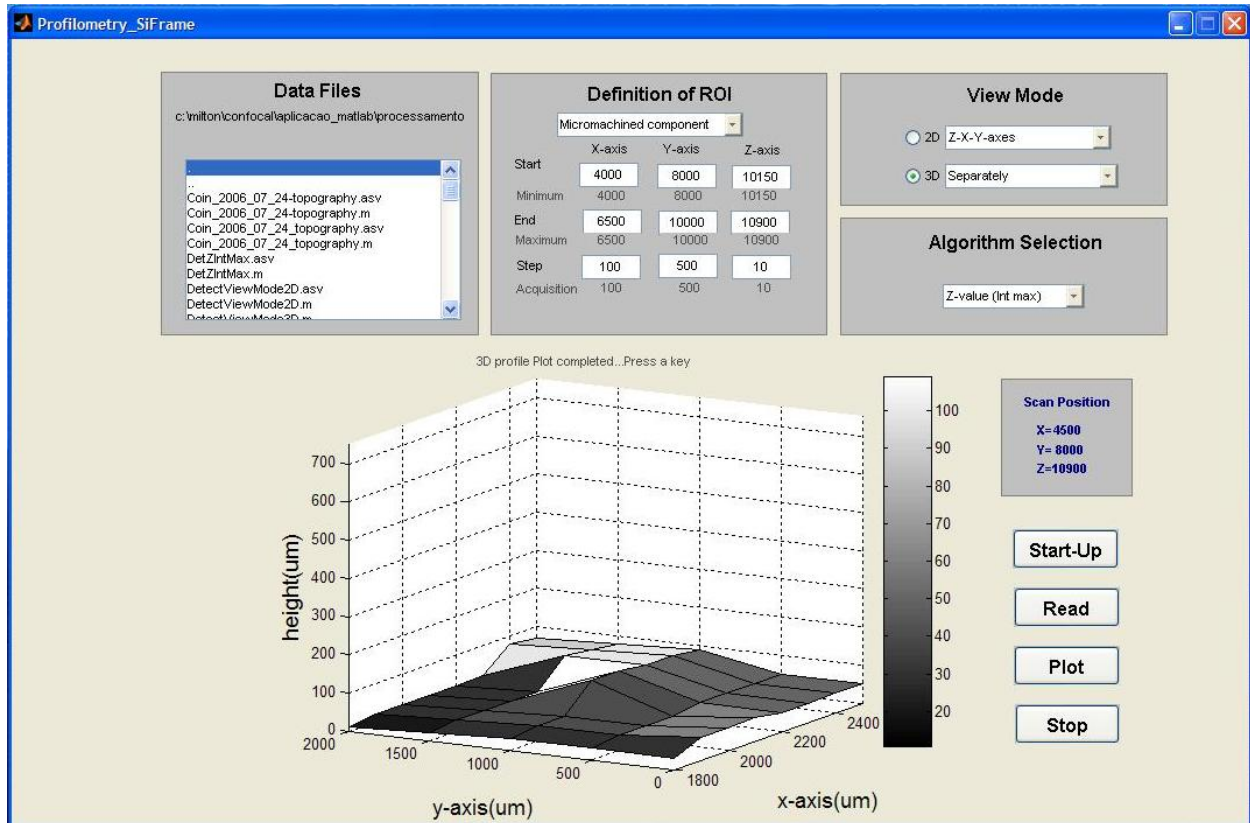 Profilometry_SiFrame
Data Files
c:\milton\confocal\aplicacao_matlab\processamento
.
..
Coin_2006_07_24-topography.asv
Coin_2006_07_24-topography.m
Coin_2006_07_24_topography.asv
Coin_2006_07_24_topography.m
DetZIntMax.asv
DetZIntMax.m
DetectViewMode2D.asv
DetectViewMode2D.m
DetectViewMode3D.m
Definition of ROI
Micromachined component
X-axis Y-axis Z-axis
Start 4000 8000 10150
Minimum 4000 8000 10150
End 6500 10000 10900
Maximum 6500 10000 10900
Step 100 500 10
Acquisition 100 500 10
View Mode
2D Z-X-Y-axes
3D Separately
Algorithm Selection
Z-value (Int max)
3D profile Plot completed...Press a key
height(um)
700
600
500
400
300
200
100
0
2000 1500 1000 500 0
y-axis(um)
1800 2000 2200 2400
x-axis(um)
100
90
80
70
60
50
40
30
20
Scan Position
X=4500
Y= 8000
Z=10900
Start-Up
Read
Plot
Stop